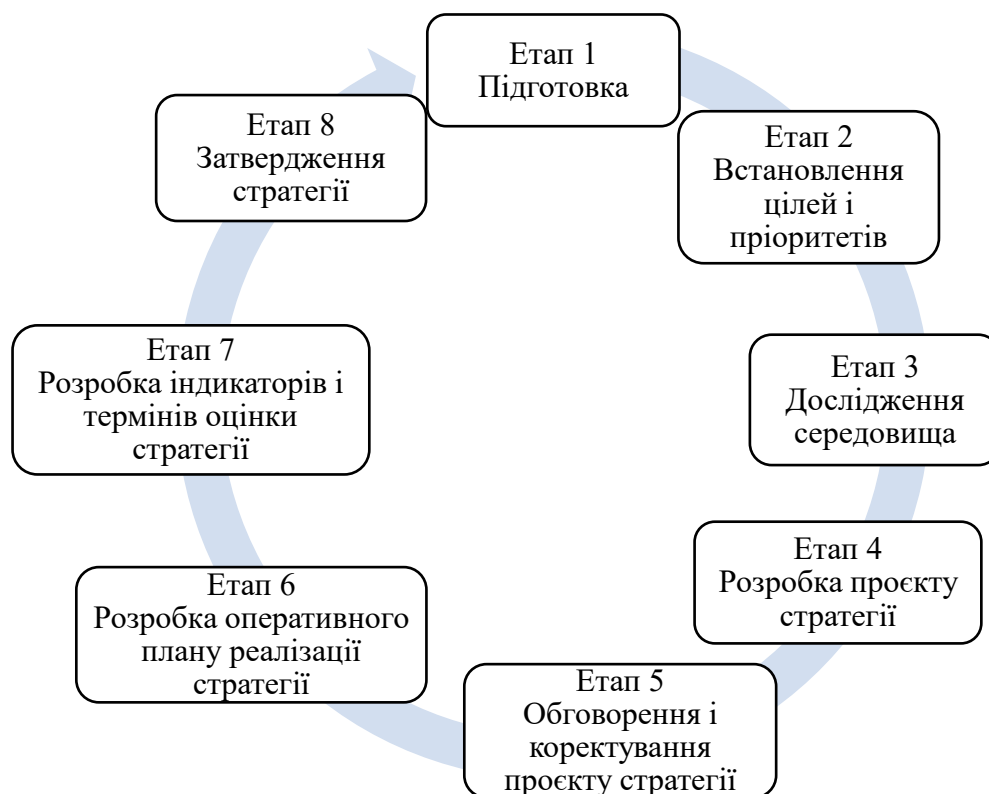 Етап 1
Підготовка
Етап 2
Встановлення
цілей і
пріоритетів
Етап 3
Дослідження
середовища
Етап 4
Розробка проєкту
стратегії
Етап 5
Обговорення і
коректування
проєкту стратегії
Етап 6
Розробка оперативного
плану реалізації
стратегії
Етап 7
Розробка індикаторів і
термінів оцінки
стратегії
Етап 8
Затвердження
стратегії